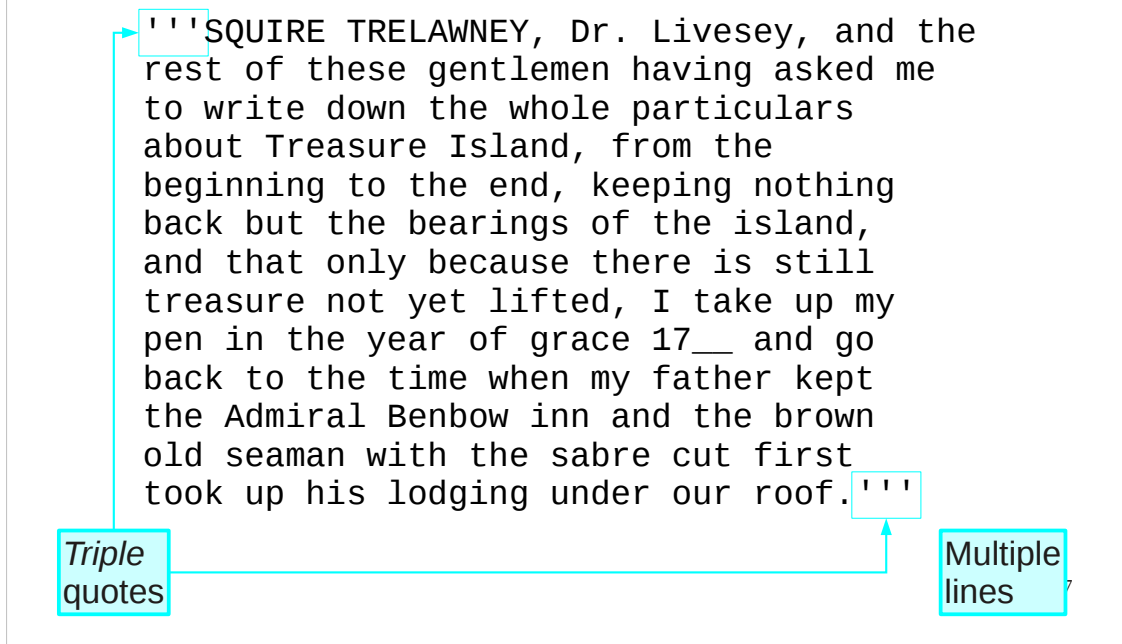 '''SQUIRE TRELAWNEY, Dr. Livesey, and the
rest of these gentlemen having asked me
to write down the whole particulars
about Treasure Island, from the
beginning to the end, keeping nothing
back but the bearings of the island,
and that only because there is still
treasure not yet lifted, I take up my
pen in the year of grace 17__ and go
back to the time when my father kept
the Admiral Benbow inn and the brown
old seaman with the sabre cut first
took up his lodging under our roof.'''
Triple
quotes
Multiple
lines